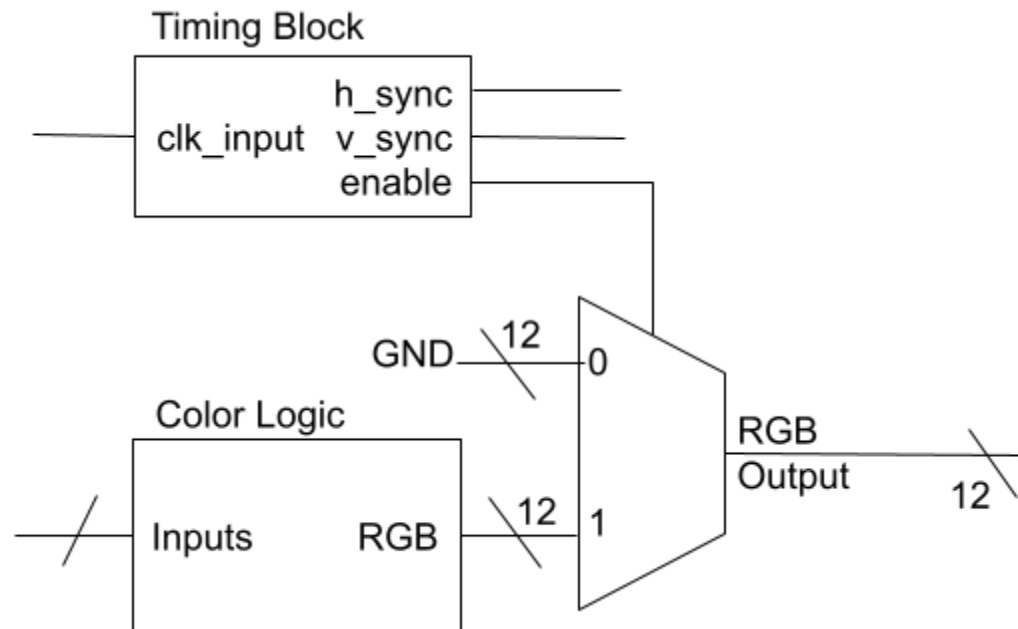 Timing Block
h_sync
clk_input
v_sync
enable
12
GND
0
Color Logic
RGB
Output
12
12
1
Inputs
RGB